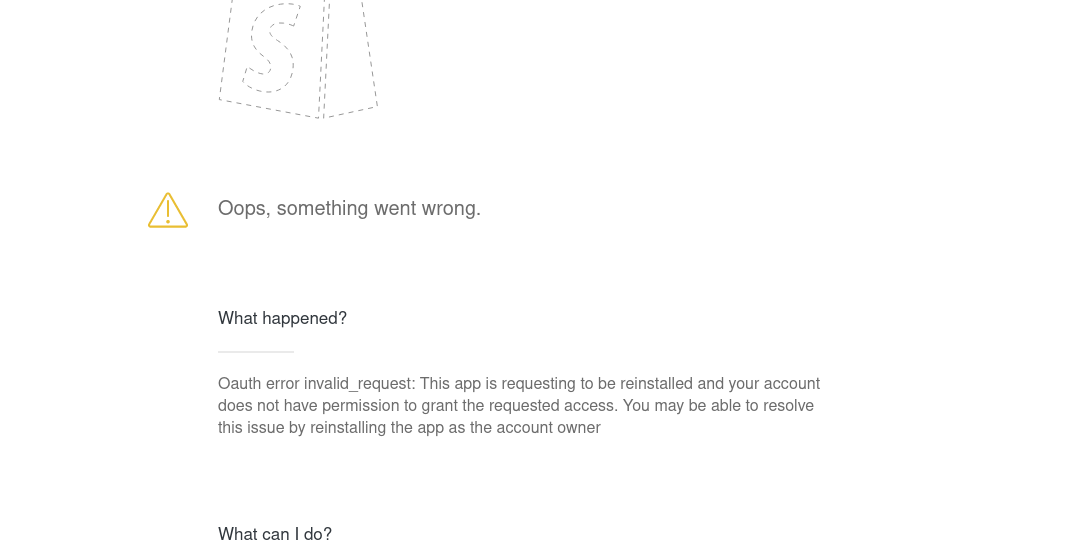 S
Oops, something went wrong.
What happened?
Oauth error invalid_request: This app is requesting to be reinstalled and your account
does not have permission to grant the requested access. You may be able to resolve
this issue by reinstalling the app as the account owner
What can I do?